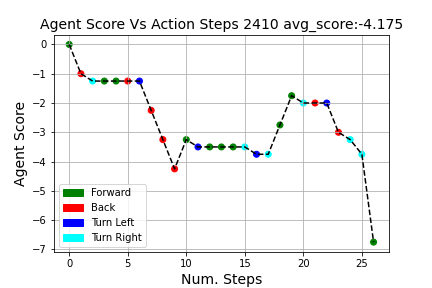 Agent Score Vs Action Steps 2410 avg_score:-4.175
0
−1
−2
−3
−4
−5
−6
−7
Agent Score
Forward
Back
Turn Left
Turn Right
0 5 10 15 20 25
Num. Steps